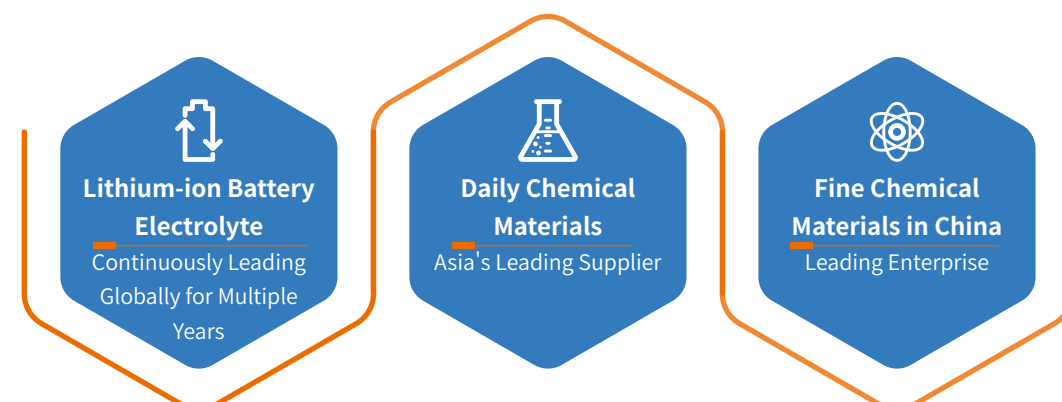 Lithium-ion Battery
Electrolyte
Continuously Leading
Globally for Multiple
Years
Daily Chemical
Materials
Asia's Leading Supplier
Fine Chemical
Materials in China
Leading Enterprise